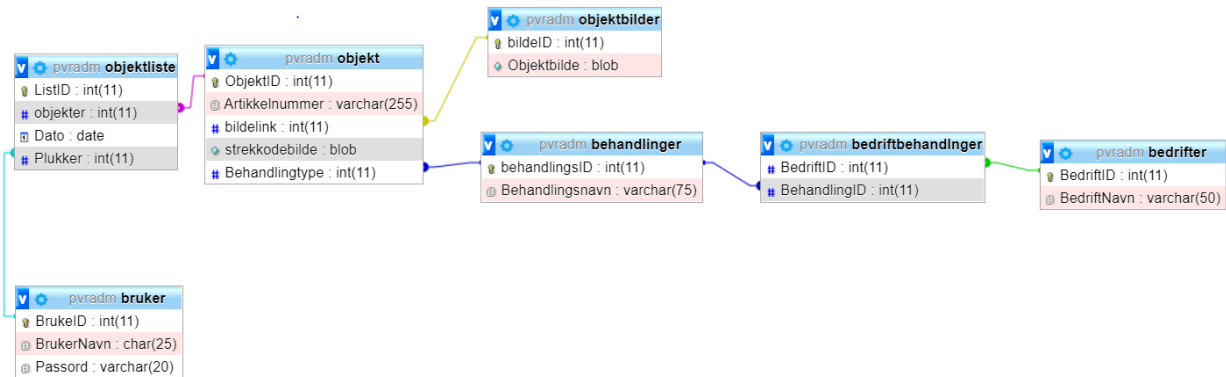 pvradm objektliste
ListID : int(11)
objekter : int(11)
Dato : date
Plukker : int(11)
pvradm objekt
ObjektID : int(11)
Artikkelnummer : varchar(255)
bildelink : int(11)
strekkodebilde : blob
Behandlingtype : int(11)
pvradm objektbilder
bildeID : int(11)
Objektbilde : blob
pvradm behandlinger
behandlingsID : int(11)
Behandlingsnavn : varchar(75)
pvradm bedriftbehandlnger
BedriftID : int(11)
BehandlingID : int(11)
pvradm bedrifter
BedriftID : int(11)
BedriftNavn : varchar(50)
pvradm bruker
BrukeID : int(11)
BrukerNavn : char(25)
Passord : varchar(20)